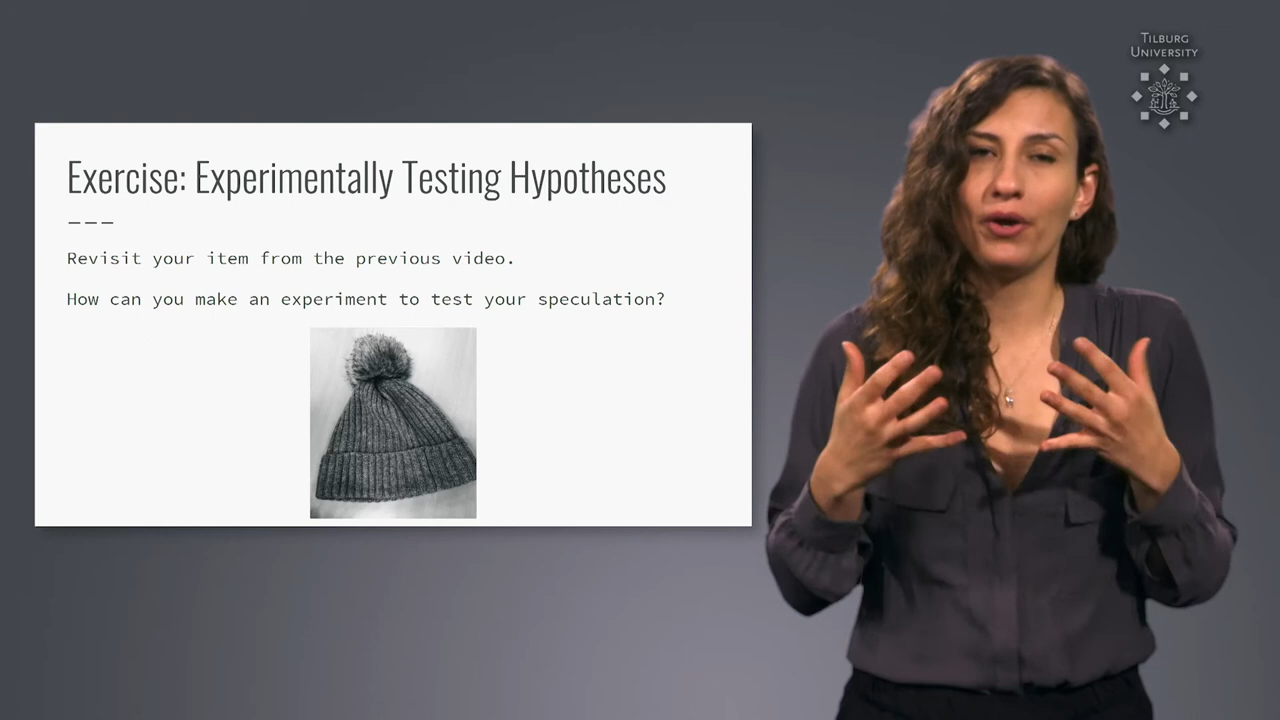 TILBURG
UNIVERSITY
Exercise: Experimentally Testing Hypotheses
Revisit your item from the previous video.
How can you make an experiment to test your speculation?